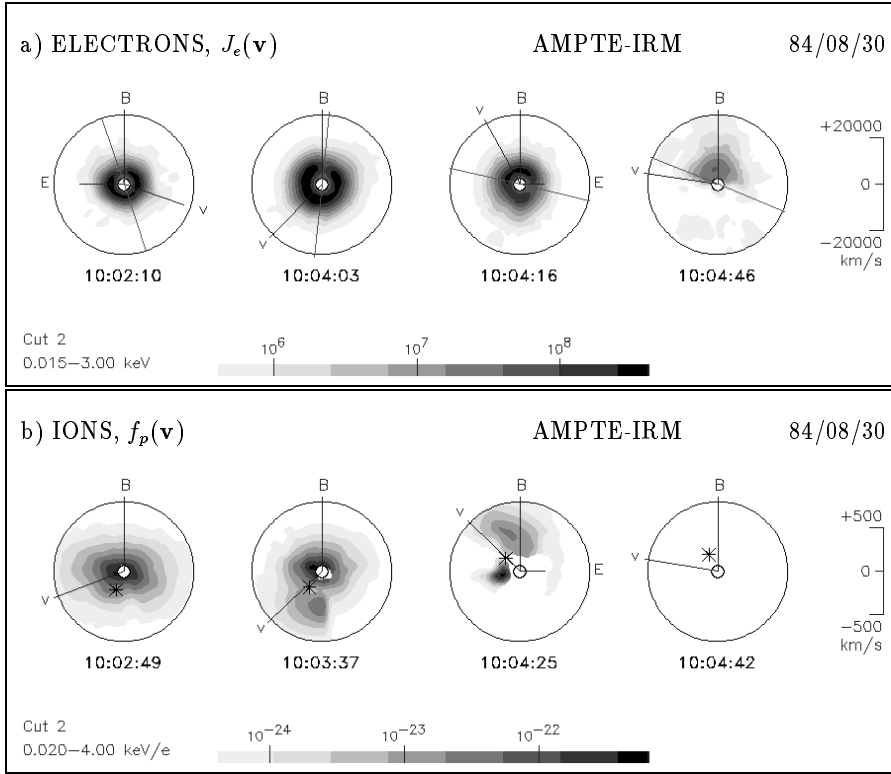 a) ELECTRONS, J_e(v) AMPTE-IRM 84/08/30
B B B B
E V V V E V
+20000
0
−20000
km/s
10:02:10 10:04:03 10:04:16 10:04:46
Cut 2
0.015−3.00 keV
10^6 10^7 10^8
b) IONS, f_p(v) AMPTE-IRM 84/08/30
B B B B
V V V E V
+500
0
−500
km/s
10:02:49 10:03:37 10:04:25 10:04:42
Cut 2
0.020−4.00 keV/e
10^−24 10^−23 10^−22